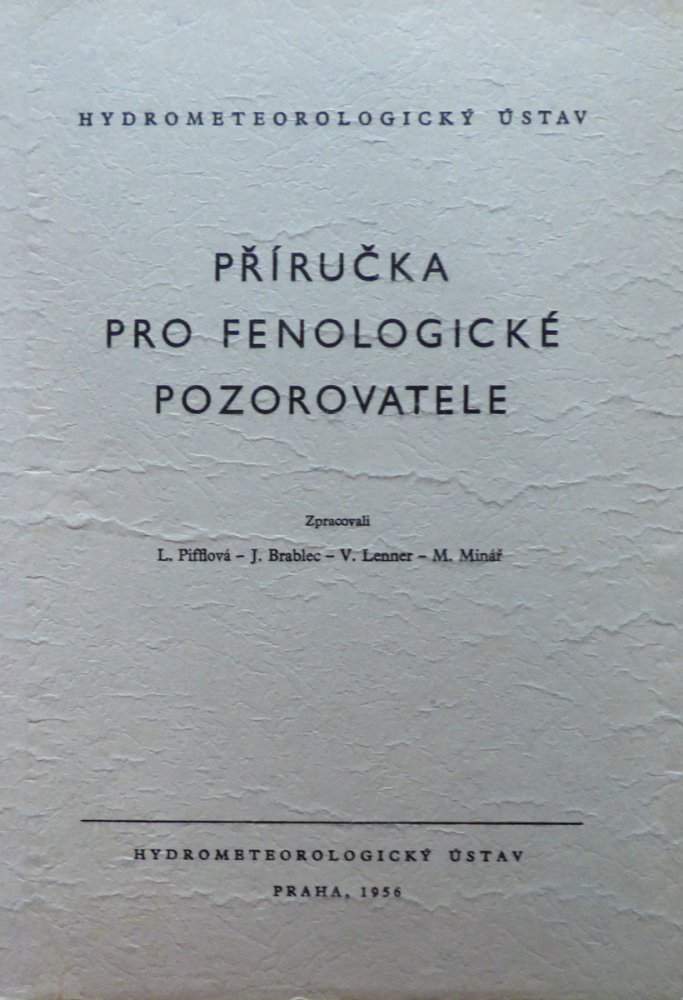 HYDROMETEOROLOGICKÝ ÚSTAV
PŘÍRUČKA
PRO FENOLOGICKÉ
POZOROVATELE
Zpracovali
L. Pifflová – J. Brablec – V. Lenner – M. Minář
HYDROMETEOROLOGICKÝ ÚSTAV
PRAHA, 1956